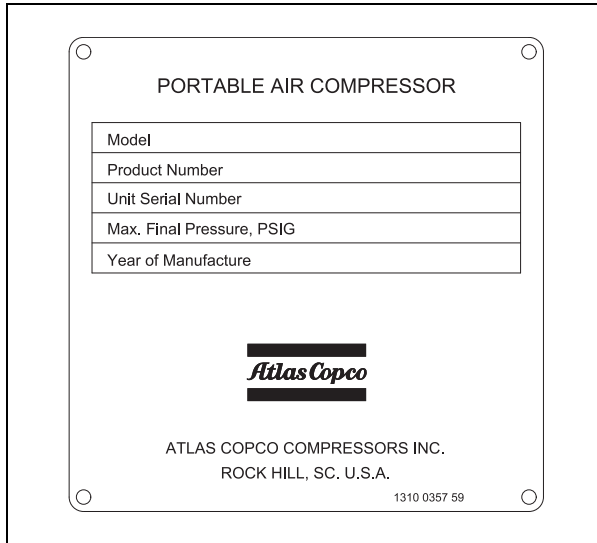 PORTABLE AIR COMPRESSOR
Model
Product Number
Unit Serial Number
Max. Final Pressure, PSIG
Year of Manufacture
Atlas Copco
ATLAS COPCO COMPRESSORS INC.
ROCK HILL, SC. U.S.A.
1310 0357 59